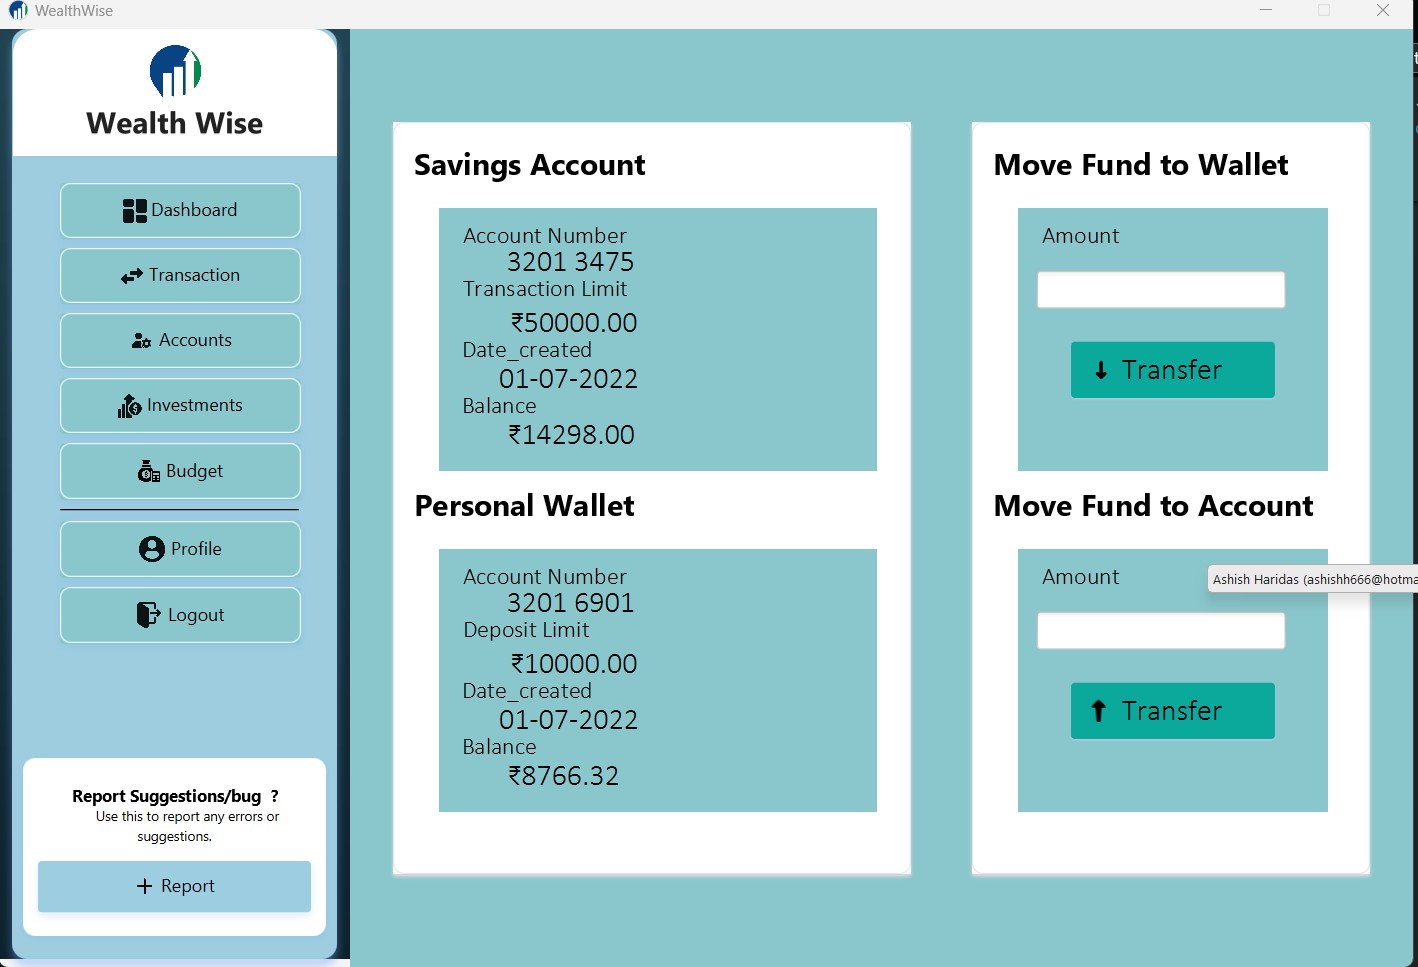 WealthWise
Wealth Wise
Dashboard
Transaction
Accounts
Investments
Budget
Profile
Logout
Report Suggestions/bug ?
Use this to report any errors or
suggestions.
+ Report
Savings Account
Account Number
3201 3475
Transaction Limit
₹50000.00
Date_created
01-07-2022
Balance
₹14298.00
Personal Wallet
Account Number
3201 6901
Deposit Limit
₹10000.00
Date_created
01-07-2022
Balance
₹8766.32
Move Fund to Wallet
Amount
Transfer
Move Fund to Account
Amount
Ashish Haridas (ashishh666@hotma
Transfer